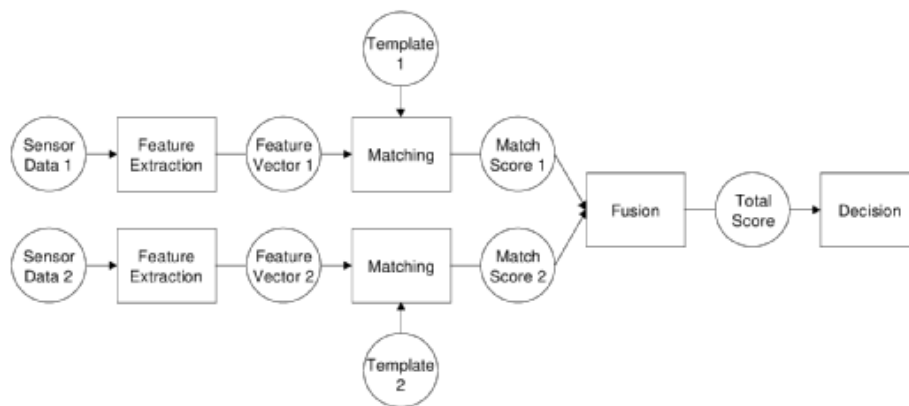 Template
1
Sensor
Data 1
Feature
Extraction
Feature
Vector 1
Matching
Match
Score 1
Fusion
Total
Score
Decision
Sensor
Data 2
Feature
Extraction
Feature
Vector 2
Matching
Match
Score 2
Template
2